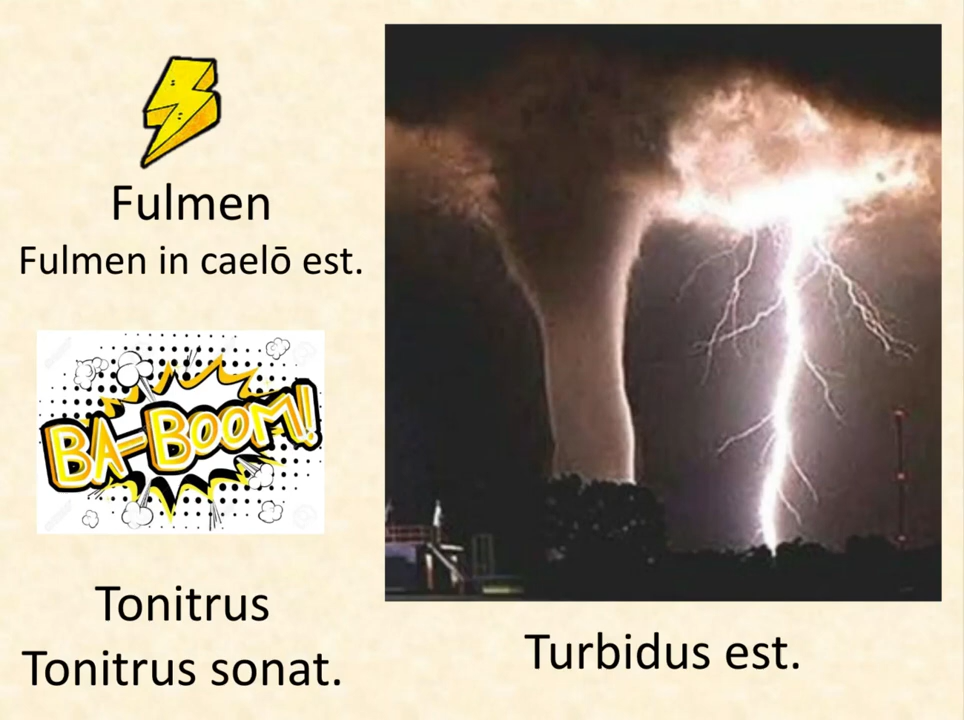 Fulmen
Fulmen in caelō est.
BA-BOOM!
Tonitrus
Tonitrus sonat.
Turbidus est.